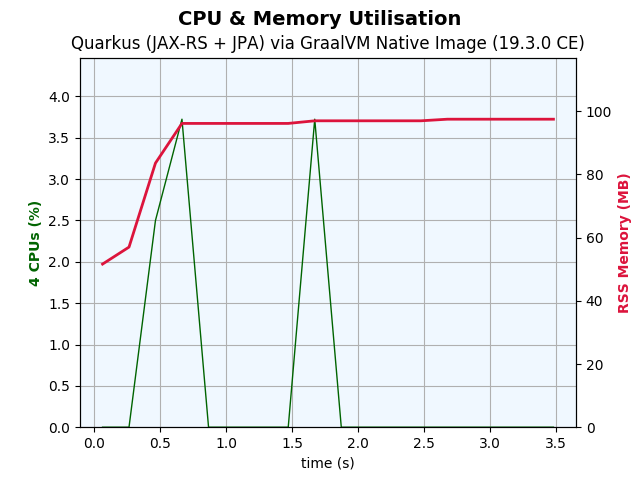 CPU & Memory Utilisation
Quarkus (JAX-RS + JPA) via GraalVM Native Image (19.3.0 CE)
4 CPUs (%)
4.0
3.5
3.0
2.5
2.0
1.5
1.0
0.5
0.0
100
80
60
40
20
0
RSS Memory (MB)
0.0 0.5 1.0 1.5 2.0 2.5 3.0 3.5
time (s)